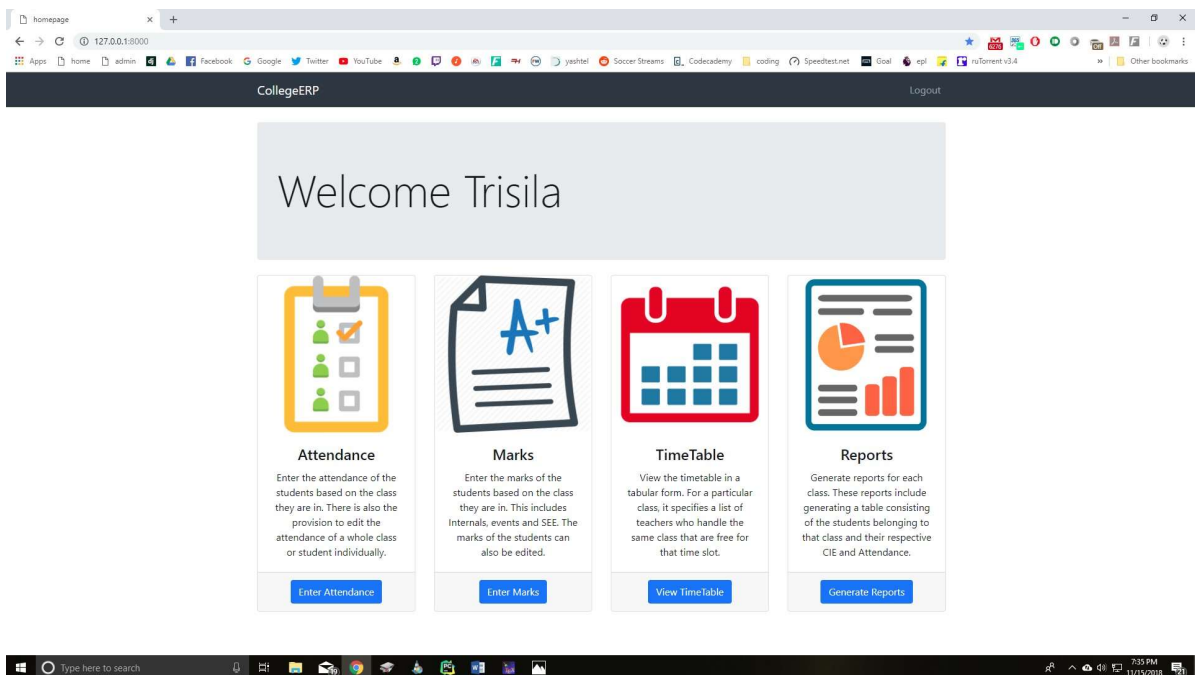 homepage
127.0.0.1:8000
Apps home admin Facebook Google Twitter YouTube yashtel Soccer Streams Codecademy coding Speedtest.net Goal epl ruTorrent v3.4 » Other bookmarks
CollegeERP Logout
Welcome Trisila
A+
Attendance
Enter the attendance of the
students based on the class
they are in. There is also the
provision to edit the
attendance of a whole class
or student individually.
Enter Attendance
Marks
Enter the marks of the
students based on the class
they are in. This includes
Internals, events and SEE. The
marks of the students can
also be edited.
Enter Marks
TimeTable
View the timetable in a
tabular form. For a particular
class, it specifies a list of
teachers who handle the
same class that are free for
that time slot.
View TimeTable
Reports
Generate reports for each
class. These reports include
generating a table consisting
of the students belonging to
that class and their respective
CIE and Attendance.
Generate Reports
Type here to search
7:35 PM
11/15/2018